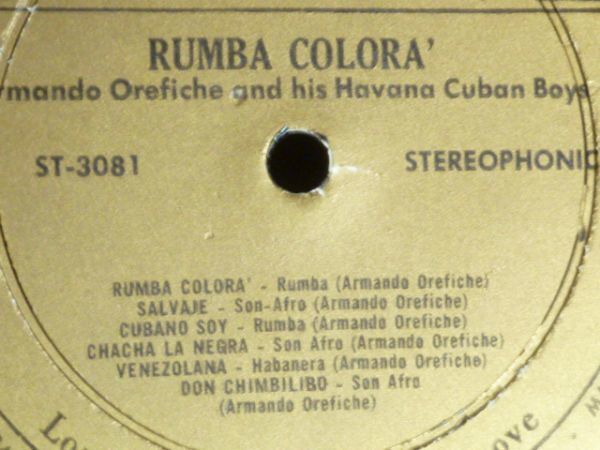 RUMBA COLORA'
rmando Orefiche and his Havana Cuban Boys
ST-3081
STEREOPHONIC
RUMBA COLORA' - Rumba (Armando Orefiche)
SALVAJE - Son-Afro (Armando Orefiche)
CUBANO SOY - Rumba (Armando Orefiche)
CHACHA LA NEGRA - Son Afro (Armando Orefiche)
VENEZOLANA - Habanera (Armando Orefiche)
DON CHIMBILIBO - Son Afro
(Armando Orefiche)